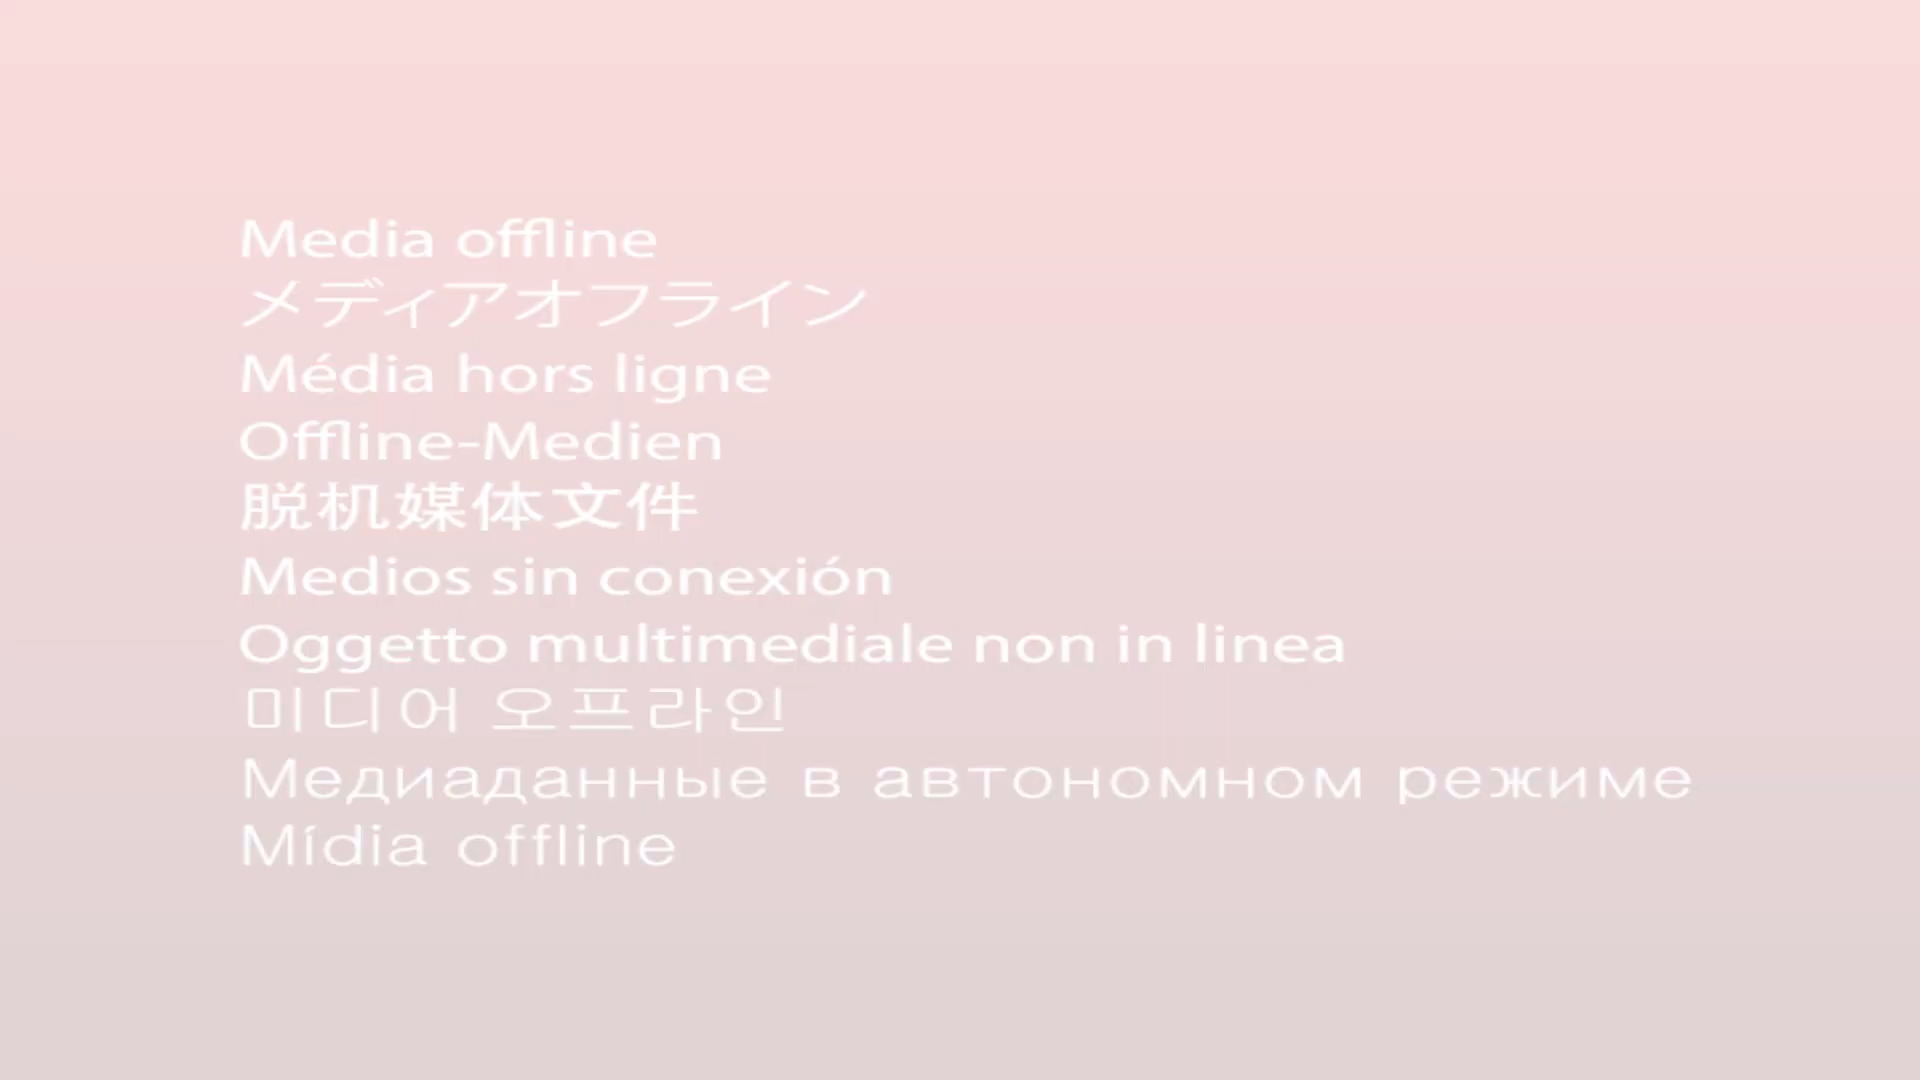 Media offline
メディアオフライン
Média hors ligne
Offline-Medien
脱机媒体文件
Medios sin conexión
Oggetto multimediale non in linea
미디어 오프라인
Медиаданные в автономном режиме
Mídia offline